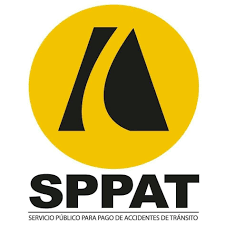 SPPAT
SERVICIO PÚBLICO PARA PAGO DE ACCIDENTES DE TRÁNSITO